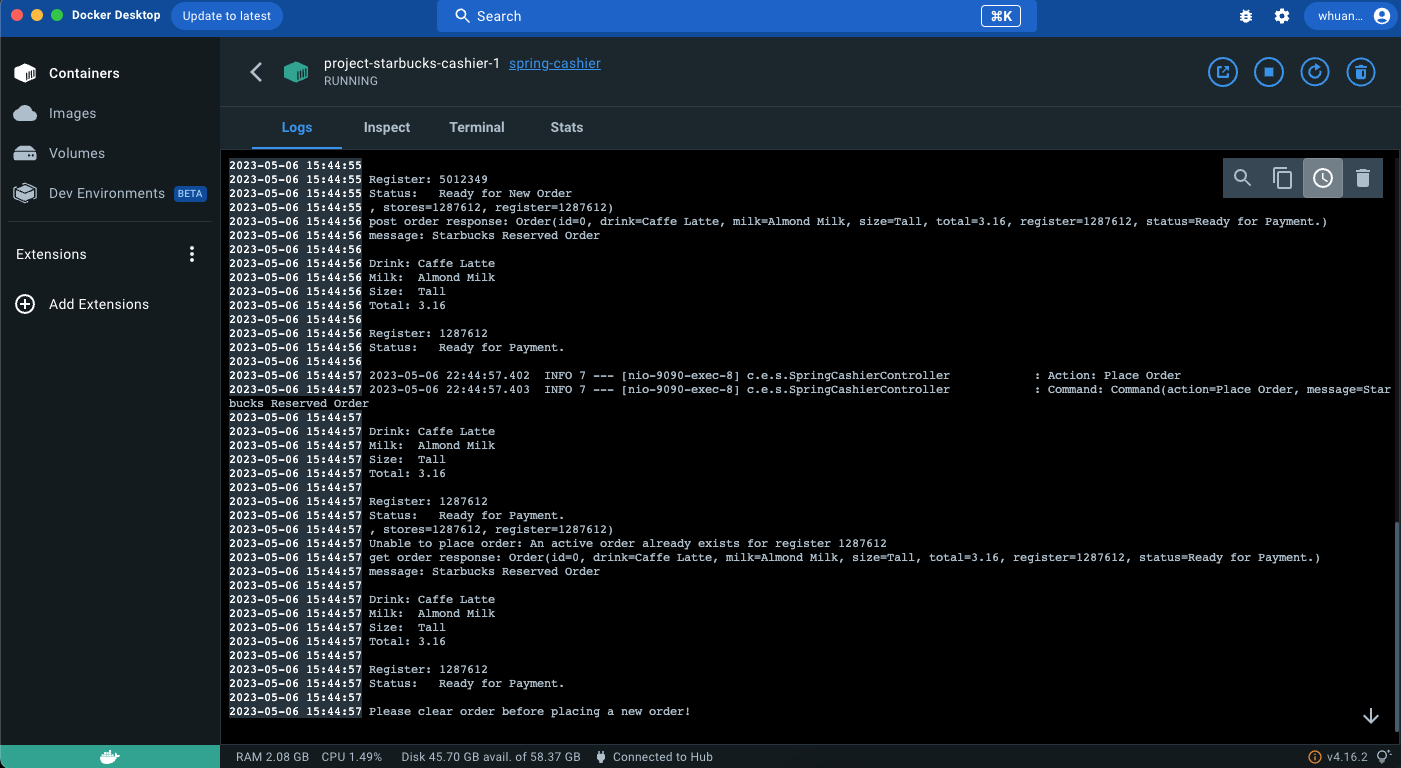 Docker Desktop
Update to latest
Search
⌘K
whuan...
Containers
Images
Volumes
Dev Environments BETA
Extensions
Add Extensions
project-starbucks-cashier-1 spring-cashier
RUNNING
Logs Inspect Terminal Stats
2023-05-06 15:44:55
2023-05-06 15:44:55 Register: 5012349
2023-05-06 15:44:55 Status:   Ready for New Order
2023-05-06 15:44:55 , stores=1287612, register=1287612)
2023-05-06 15:44:56 post order response: Order(id=0, drink=Caffe Latte, milk=Almond Milk, size=Tall, total=3.16, register=1287612, status=Ready for Payment.)
2023-05-06 15:44:56 message: Starbucks Reserved Order
2023-05-06 15:44:56
2023-05-06 15:44:56 Drink: Caffe Latte
2023-05-06 15:44:56 Milk:  Almond Milk
2023-05-06 15:44:56 Size:  Tall
2023-05-06 15:44:56 Total: 3.16
2023-05-06 15:44:56
2023-05-06 15:44:56 Register: 1287612
2023-05-06 15:44:56 Status:   Ready for Payment.
2023-05-06 15:44:56
2023-05-06 15:44:57 2023-05-06 22:44:57.402  INFO 7 --- [nio-9090-exec-8] c.e.s.SpringCashierController            : Action: Place Order
2023-05-06 15:44:57 2023-05-06 22:44:57.403  INFO 7 --- [nio-9090-exec-8] c.e.s.SpringCashierController            : Command: Command(action=Place Order, message=Star
bucks Reserved Order
2023-05-06 15:44:57
2023-05-06 15:44:57 Drink: Caffe Latte
2023-05-06 15:44:57 Milk:  Almond Milk
2023-05-06 15:44:57 Size:  Tall
2023-05-06 15:44:57 Total: 3.16
2023-05-06 15:44:57
2023-05-06 15:44:57 Register: 1287612
2023-05-06 15:44:57 Status:   Ready for Payment.
2023-05-06 15:44:57 , stores=1287612, register=1287612)
2023-05-06 15:44:57 Unable to place order: An active order already exists for register 1287612
2023-05-06 15:44:57 get order response: Order(id=0, drink=Caffe Latte, milk=Almond Milk, size=Tall, total=3.16, register=1287612, status=Ready for Payment.)
2023-05-06 15:44:57 message: Starbucks Reserved Order
2023-05-06 15:44:57
2023-05-06 15:44:57 Drink: Caffe Latte
2023-05-06 15:44:57 Milk:  Almond Milk
2023-05-06 15:44:57 Size:  Tall
2023-05-06 15:44:57 Total: 3.16
2023-05-06 15:44:57
2023-05-06 15:44:57 Register: 1287612
2023-05-06 15:44:57 Status:   Ready for Payment.
2023-05-06 15:44:57
2023-05-06 15:44:57 Please clear order before placing a new order!
RAM 2.08 GB CPU 1.49% Disk 45.70 GB avail. of 58.37 GB Connected to Hub v4.16.2